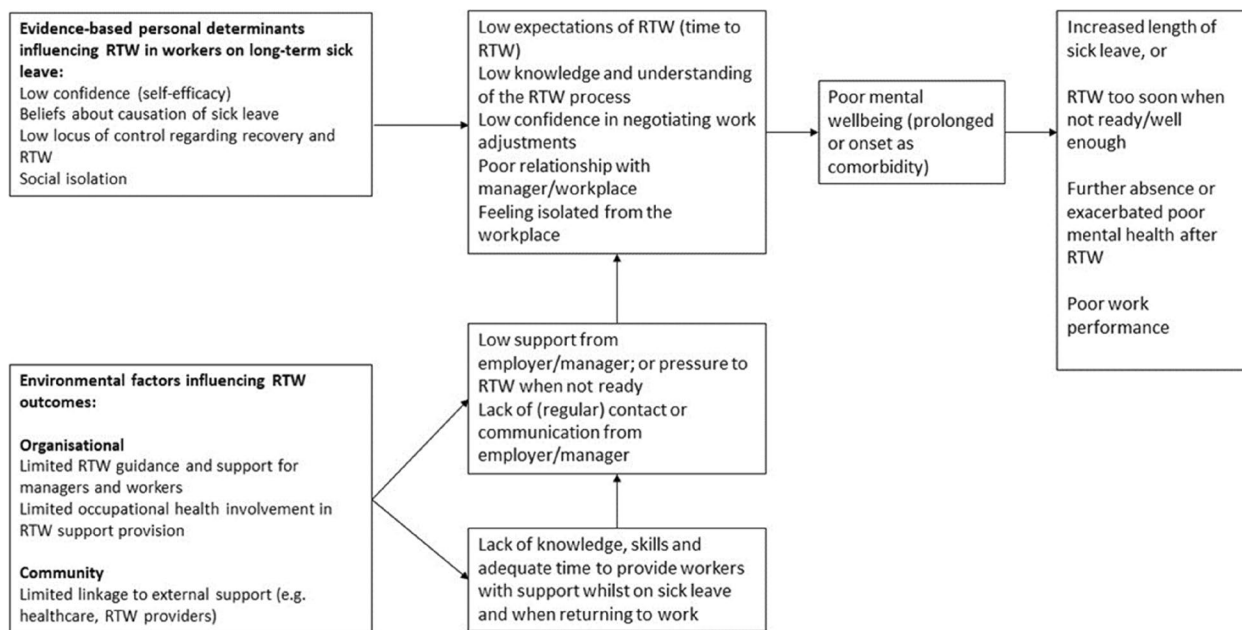 Evidence-based personal determinants
influencing RTW in workers on long-term sick
leave:
Low confidence (self-efficacy)
Beliefs about causation of sick leave
Low locus of control regarding recovery and
RTW
Social isolation
Low expectations of RTW (time to
RTW)
Low knowledge and understanding
of the RTW process
Low confidence in negotiating work
adjustments
Poor relationship with
manager/workplace
Feeling isolated from the
workplace
Poor mental
wellbeing (prolonged
or onset as
comorbidity)
Increased length of
sick leave, or
RTW too soon when
not ready/well
enough
Further absence or
exacerbated poor
mental health after
RTW
Poor work
performance
Environmental factors influencing RTW
outcomes:
Organisational
Limited RTW guidance and support for
managers and workers
Limited occupational health involvement in
RTW support provision
Community
Limited linkage to external support (e.g.
healthcare, RTW providers)
Low support from
employer/manager; or pressure to
RTW when not ready
Lack of (regular) contact or
communication from
employer/manager
Lack of knowledge, skills and
adequate time to provide workers
with support whilst on sick leave
and when returning to work